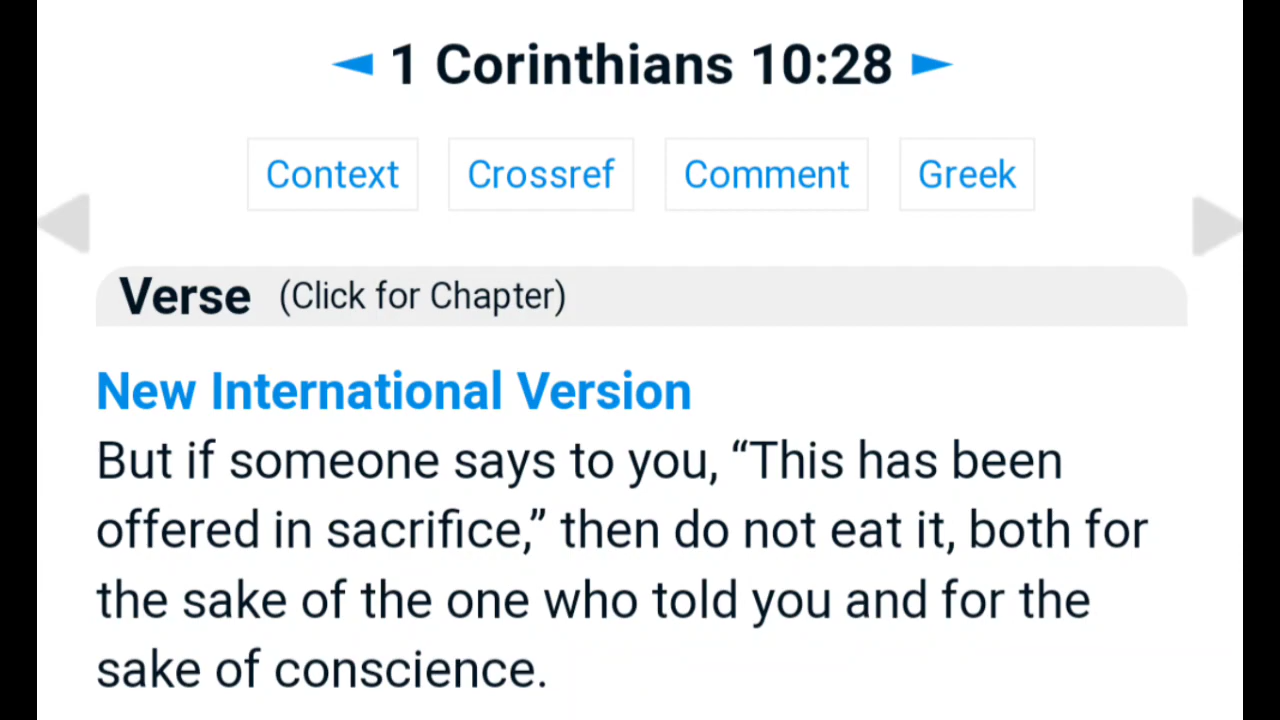 ◄ 1 Corinthians 10:28 ►
Context Crossref Comment Greek
Verse (Click for Chapter)
New International Version
But if someone says to you, “This has been
offered in sacrifice,” then do not eat it, both for
the sake of the one who told you and for the
sake of conscience.